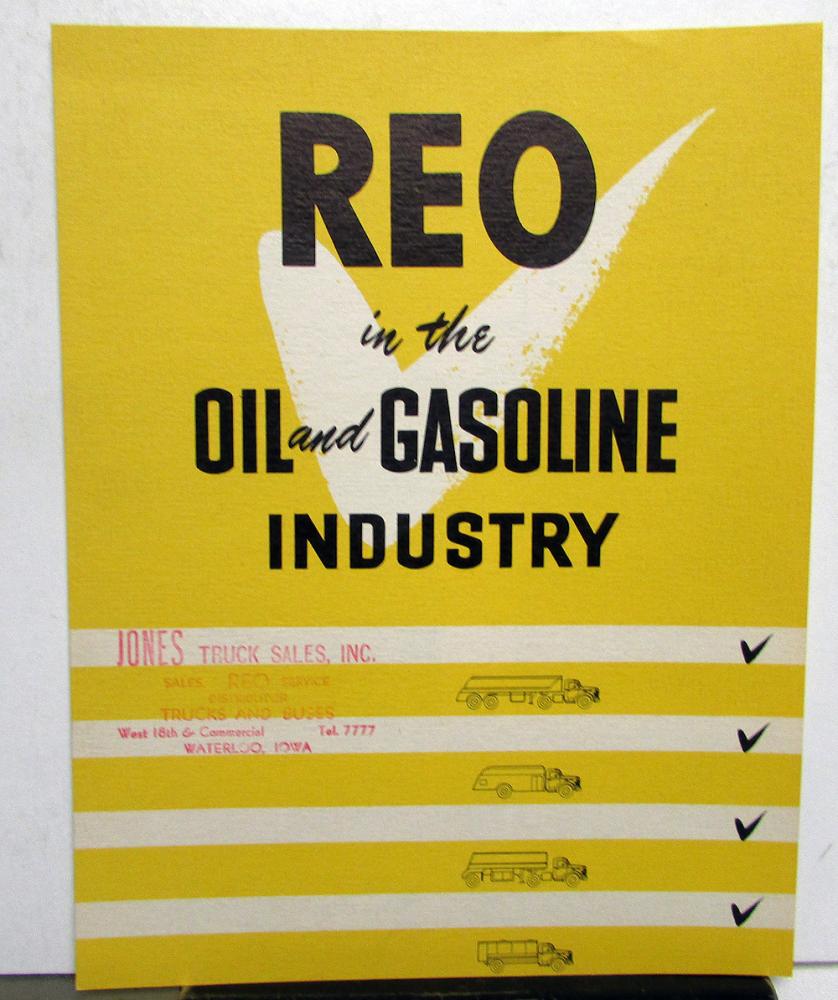 REO
in the
OIL and GASOLINE
INDUSTRY
JONES TRUCK SALES, INC.
SALES REO SERVICE
DISTRIBUTOR
TRUCKS AND BUSES
West 18th & Commercial Tel. 7777
WATERLOO, IOWA